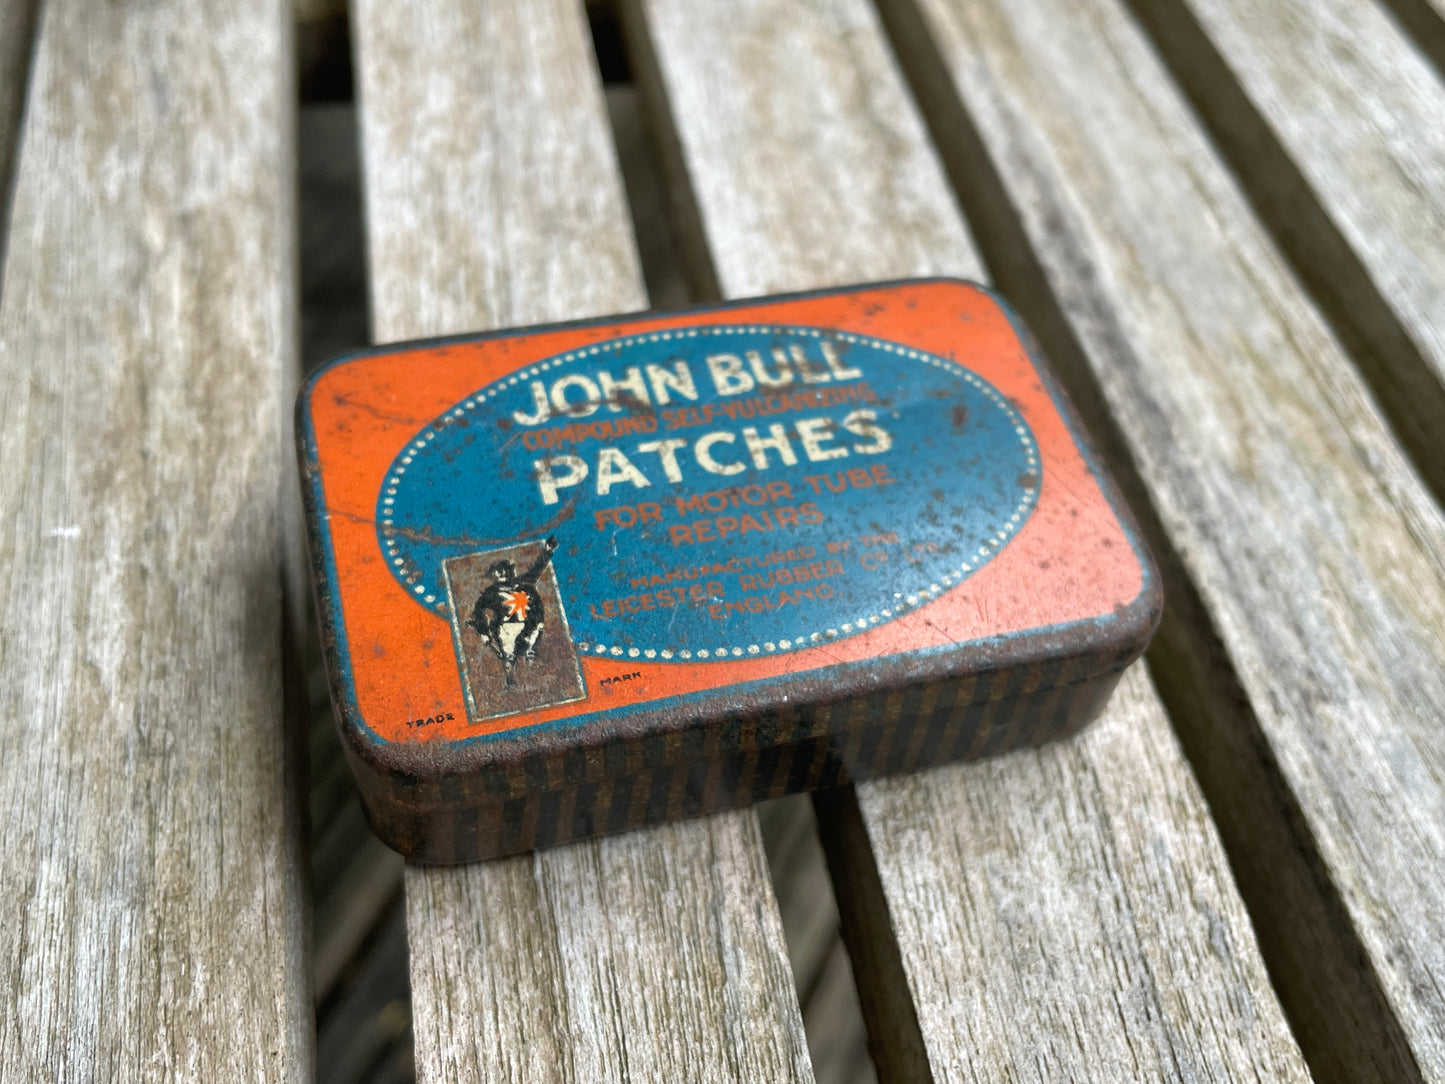 JOHN BULL
COMPOUND SELF-VULCANIZING
PATCHES
FOR MOTOR TUBE
REPAIRS
MANUFACTURED BY THE
LEICESTER RUBBER CO LTD
ENGLAND
TRADE MARK